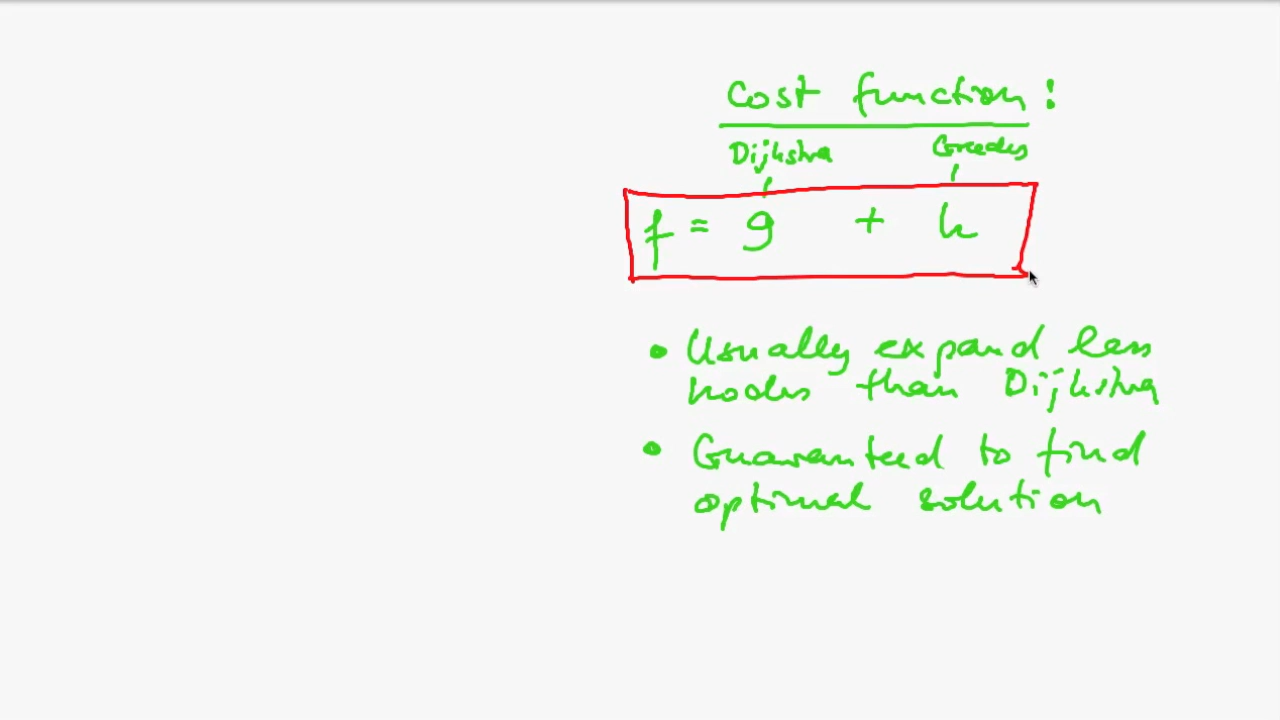 Cost function:
Dijkstra Greedy
f = g + h
• Usually expand less
nodes than Dijkstra
• Guaranteed to find
optimal solution